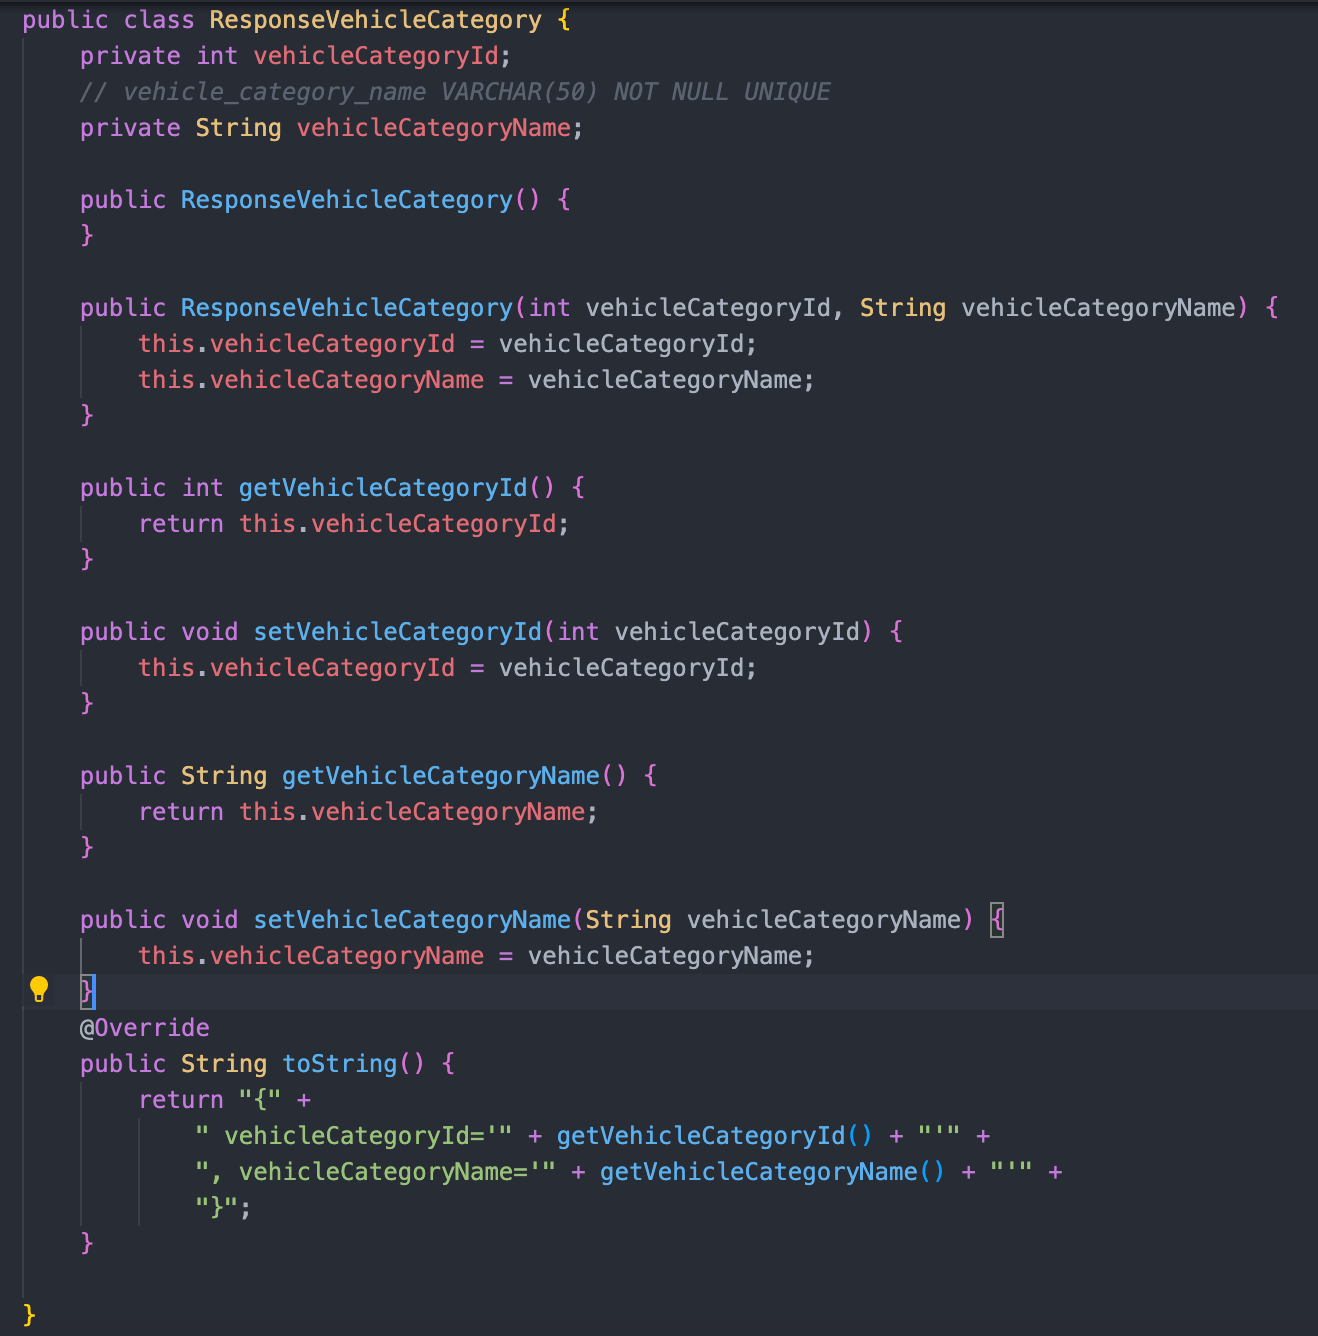 public class ResponseVehicleCategory {
    private int vehicleCategoryId;
    // vehicle_category_name VARCHAR(50) NOT NULL UNIQUE
    private String vehicleCategoryName;

    public ResponseVehicleCategory() {
    }

    public ResponseVehicleCategory(int vehicleCategoryId, String vehicleCategoryName) {
        this.vehicleCategoryId = vehicleCategoryId;
        this.vehicleCategoryName = vehicleCategoryName;
    }

    public int getVehicleCategoryId() {
        return this.vehicleCategoryId;
    }

    public void setVehicleCategoryId(int vehicleCategoryId) {
        this.vehicleCategoryId = vehicleCategoryId;
    }

    public String getVehicleCategoryName() {
        return this.vehicleCategoryName;
    }

    public void setVehicleCategoryName(String vehicleCategoryName) {
        this.vehicleCategoryName = vehicleCategoryName;
    }
    @Override
    public String toString() {
        return "{" +
            " vehicleCategoryId='" + getVehicleCategoryId() + "'" +
            ", vehicleCategoryName='" + getVehicleCategoryName() + "'" +
            "}";
    }

}